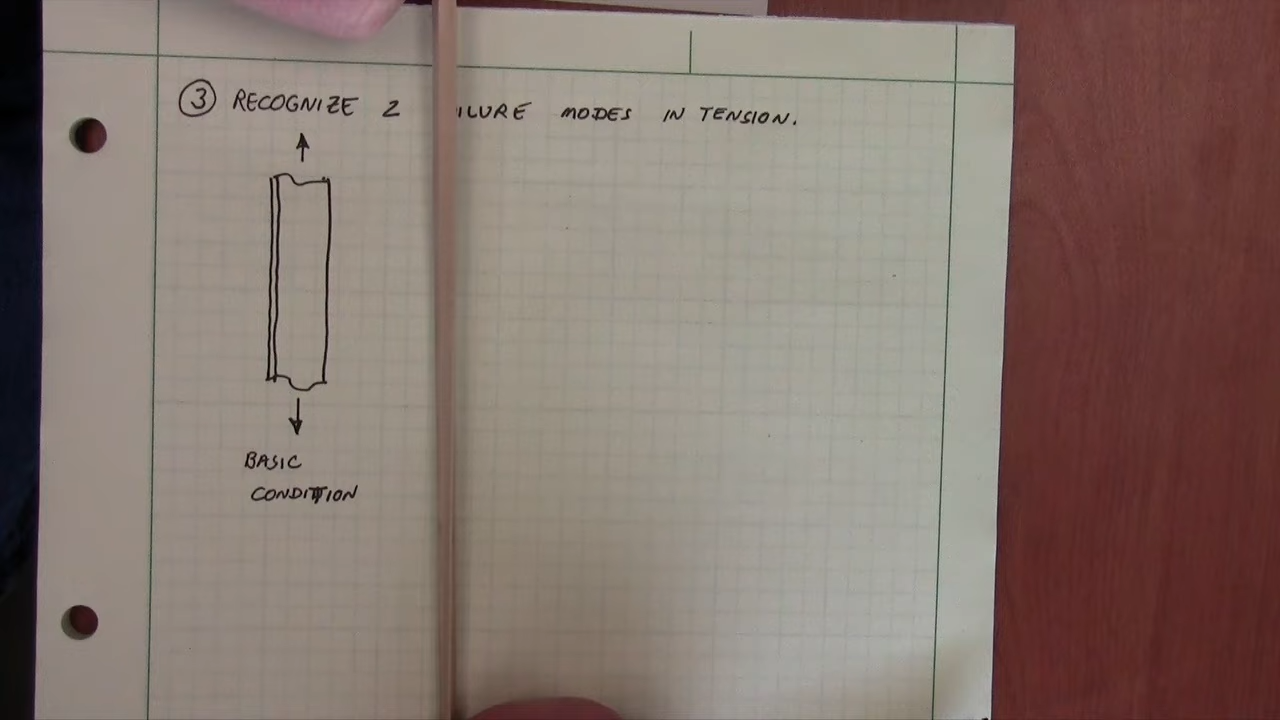 ③ RECOGNIZE 2 ILURE MODES IN TENSION.
BASIC
CONDITION